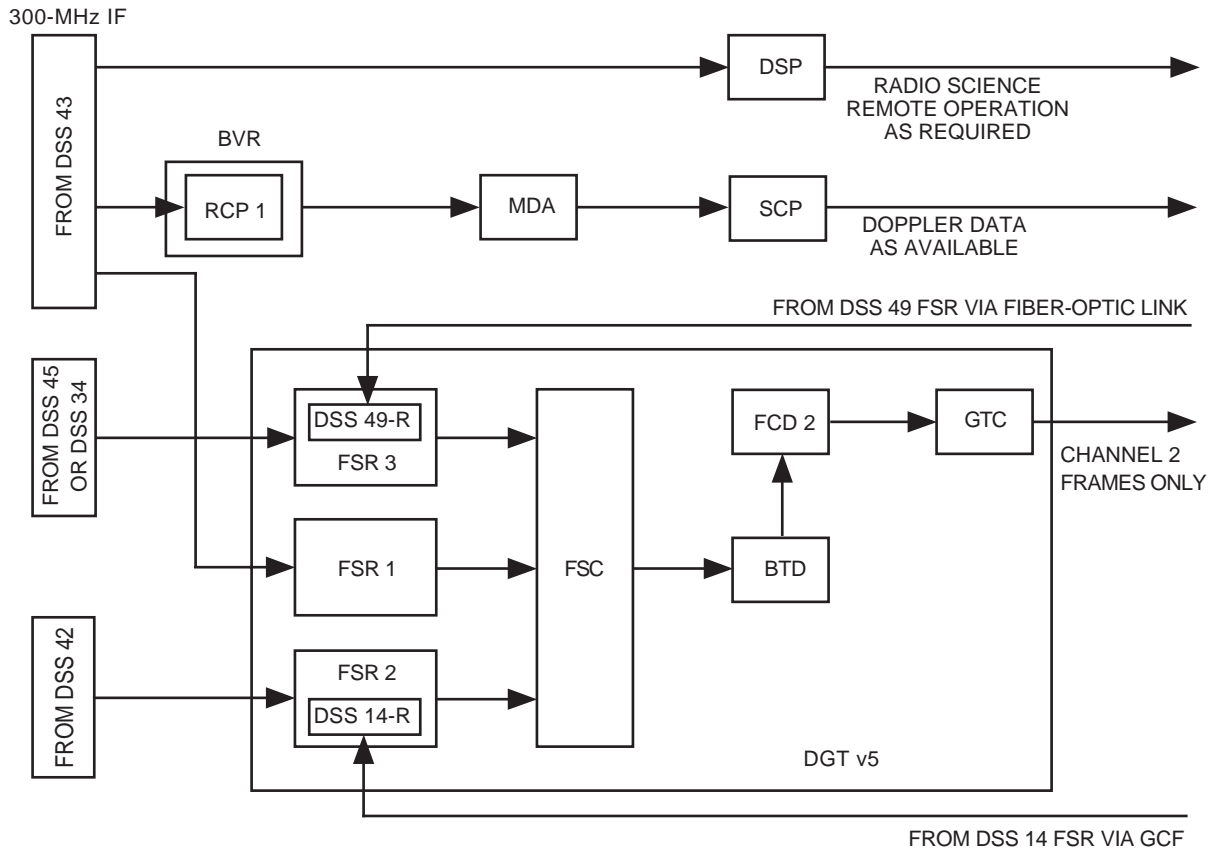 300-MHz IF
FROM DSS 43
DSP
RADIO SCIENCE
REMOTE OPERATION
AS REQUIRED
BVR
RCP 1
MDA
SCP
DOPPLER DATA
AS AVAILABLE
FROM DSS 49 FSR VIA FIBER-OPTIC LINK
FROM DSS 45
OR DSS 34
DSS 49-R
FSR 3
FCD 2
GTC
CHANNEL 2
FRAMES ONLY
FSR 1
FSC
BTD
FROM DSS 42
FSR 2
DSS 14-R
DGT v5
FROM DSS 14 FSR VIA GCF